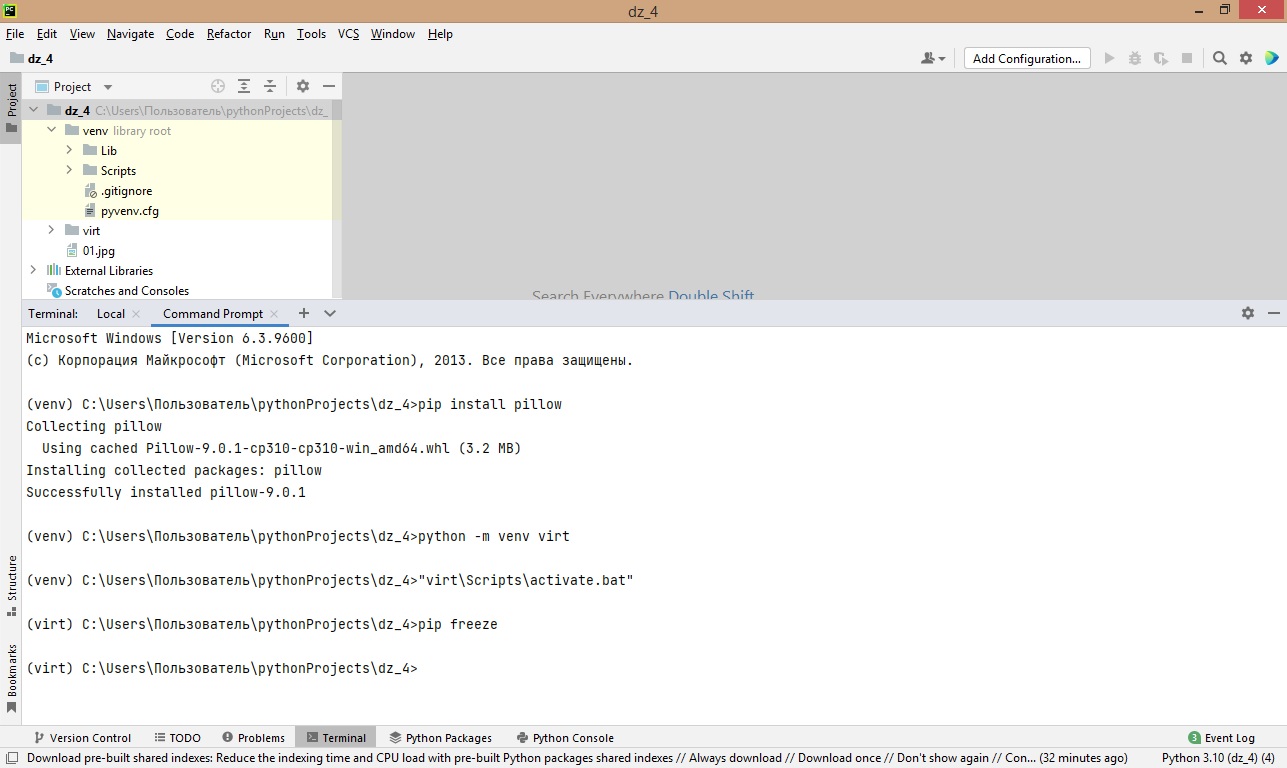 PC
dz_4
File Edit View Navigate Code Refactor Run Tools VCS Window Help
dz_4
Add Configuration...
Project
Project
dz_4 C:\Users\Пользователь\pythonProjects\dz_
venv library root
Lib
Scripts
.gitignore
pyvenv.cfg
virt
01.jpg
External Libraries
Scratches and Consoles
Search Everywhere Double Shift
Terminal: Local Command Prompt
Microsoft Windows [Version 6.3.9600]
(c) Корпорация Майкрософт (Microsoft Corporation), 2013. Все права защищены.
(venv) C:\Users\Пользователь\pythonProjects\dz_4>pip install pillow
Collecting pillow
Using cached Pillow-9.0.1-cp310-cp310-win_amd64.whl (3.2 MB)
Installing collected packages: pillow
Successfully installed pillow-9.0.1
(venv) C:\Users\Пользователь\pythonProjects\dz_4>python -m venv virt
(venv) C:\Users\Пользователь\pythonProjects\dz_4>"virt\Scripts\activate.bat"
(virt) C:\Users\Пользователь\pythonProjects\dz_4>pip freeze
(virt) C:\Users\Пользователь\pythonProjects\dz_4>
Structure
Bookmarks
Version Control TODO Problems Terminal Python Packages Python Console 3 Event Log
Download pre-built shared indexes: Reduce the indexing time and CPU load with pre-built Python packages shared indexes // Always download // Download once // Don't show again // Con... (32 minutes ago) Python 3.10 (dz_4) (4)